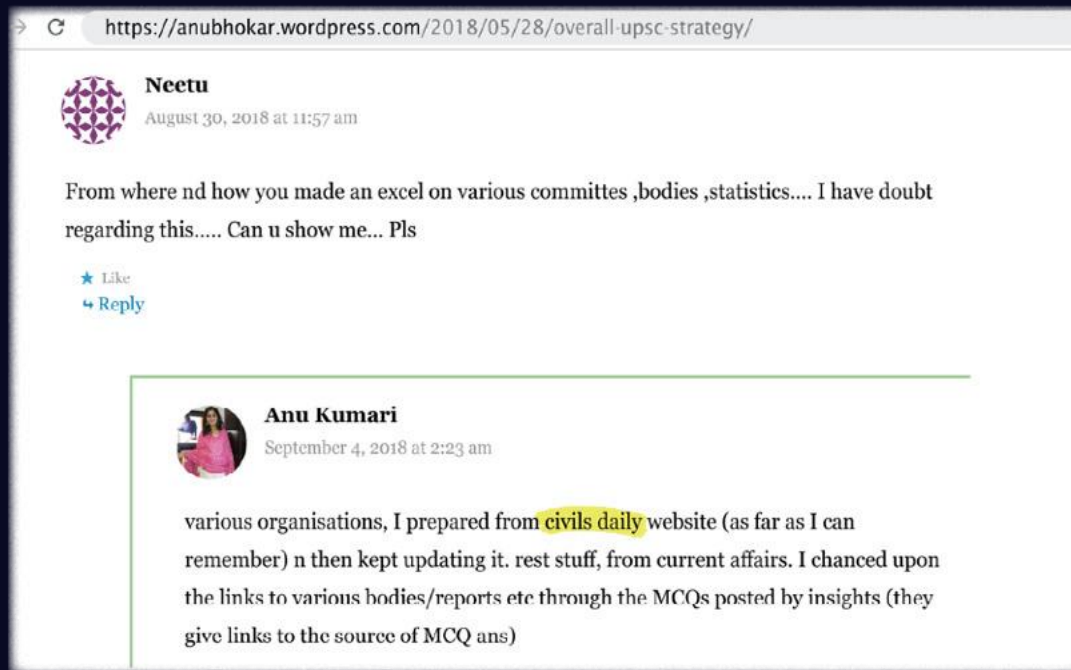 https://anubhokar.wordpress.com/2018/05/28/overall-upsc-strategy/
Neetu
August 30, 2018 at 11:57 am
From where nd how you made an excel on various committes ,bodies ,statistics.... I have doubt
regarding this..... Can u show me... Pls
Like
Reply
Anu Kumari
September 4, 2018 at 2:23 am
various organisations, I prepared from civils daily website (as far as I can
remember) n then kept updating it. rest stuff, from current affairs. I chanced upon
the links to various bodies/reports etc through the MCQs posted by insights (they
give links to the source of MCQ ans)